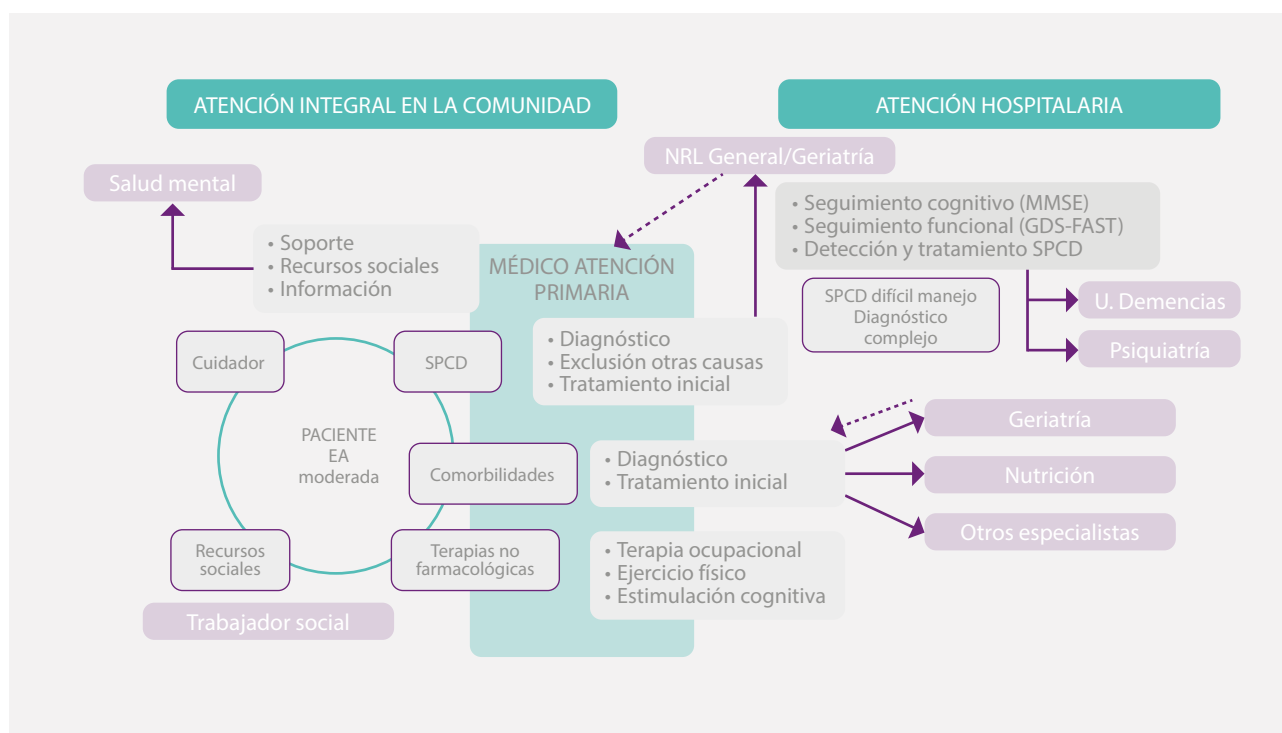 ATENCIÓN INTEGRAL EN LA COMUNIDAD
ATENCIÓN HOSPITALARIA
NRL General/Geriatría
Salud mental
• Seguimiento cognitivo (MMSE)
• Seguimiento funcional (GDS-FAST)
• Detección y tratamiento SPCD
• Soporte
• Recursos sociales
• Información
MÉDICO ATENCIÓN
PRIMARIA
SPCD difícil manejo
Diagnóstico
complejo
U. Demencias
Psiquiatría
• Diagnóstico
• Exclusión otras causas
• Tratamiento inicial
Cuidador
SPCD
PACIENTE
EA
moderada
Comorbilidades
• Diagnóstico
• Tratamiento inicial
Geriatría
Nutrición
Otros especialistas
Recursos
sociales
Terapias no
farmacológicas
• Terapia ocupacional
• Ejercicio físico
• Estimulación cognitiva
Trabajador social